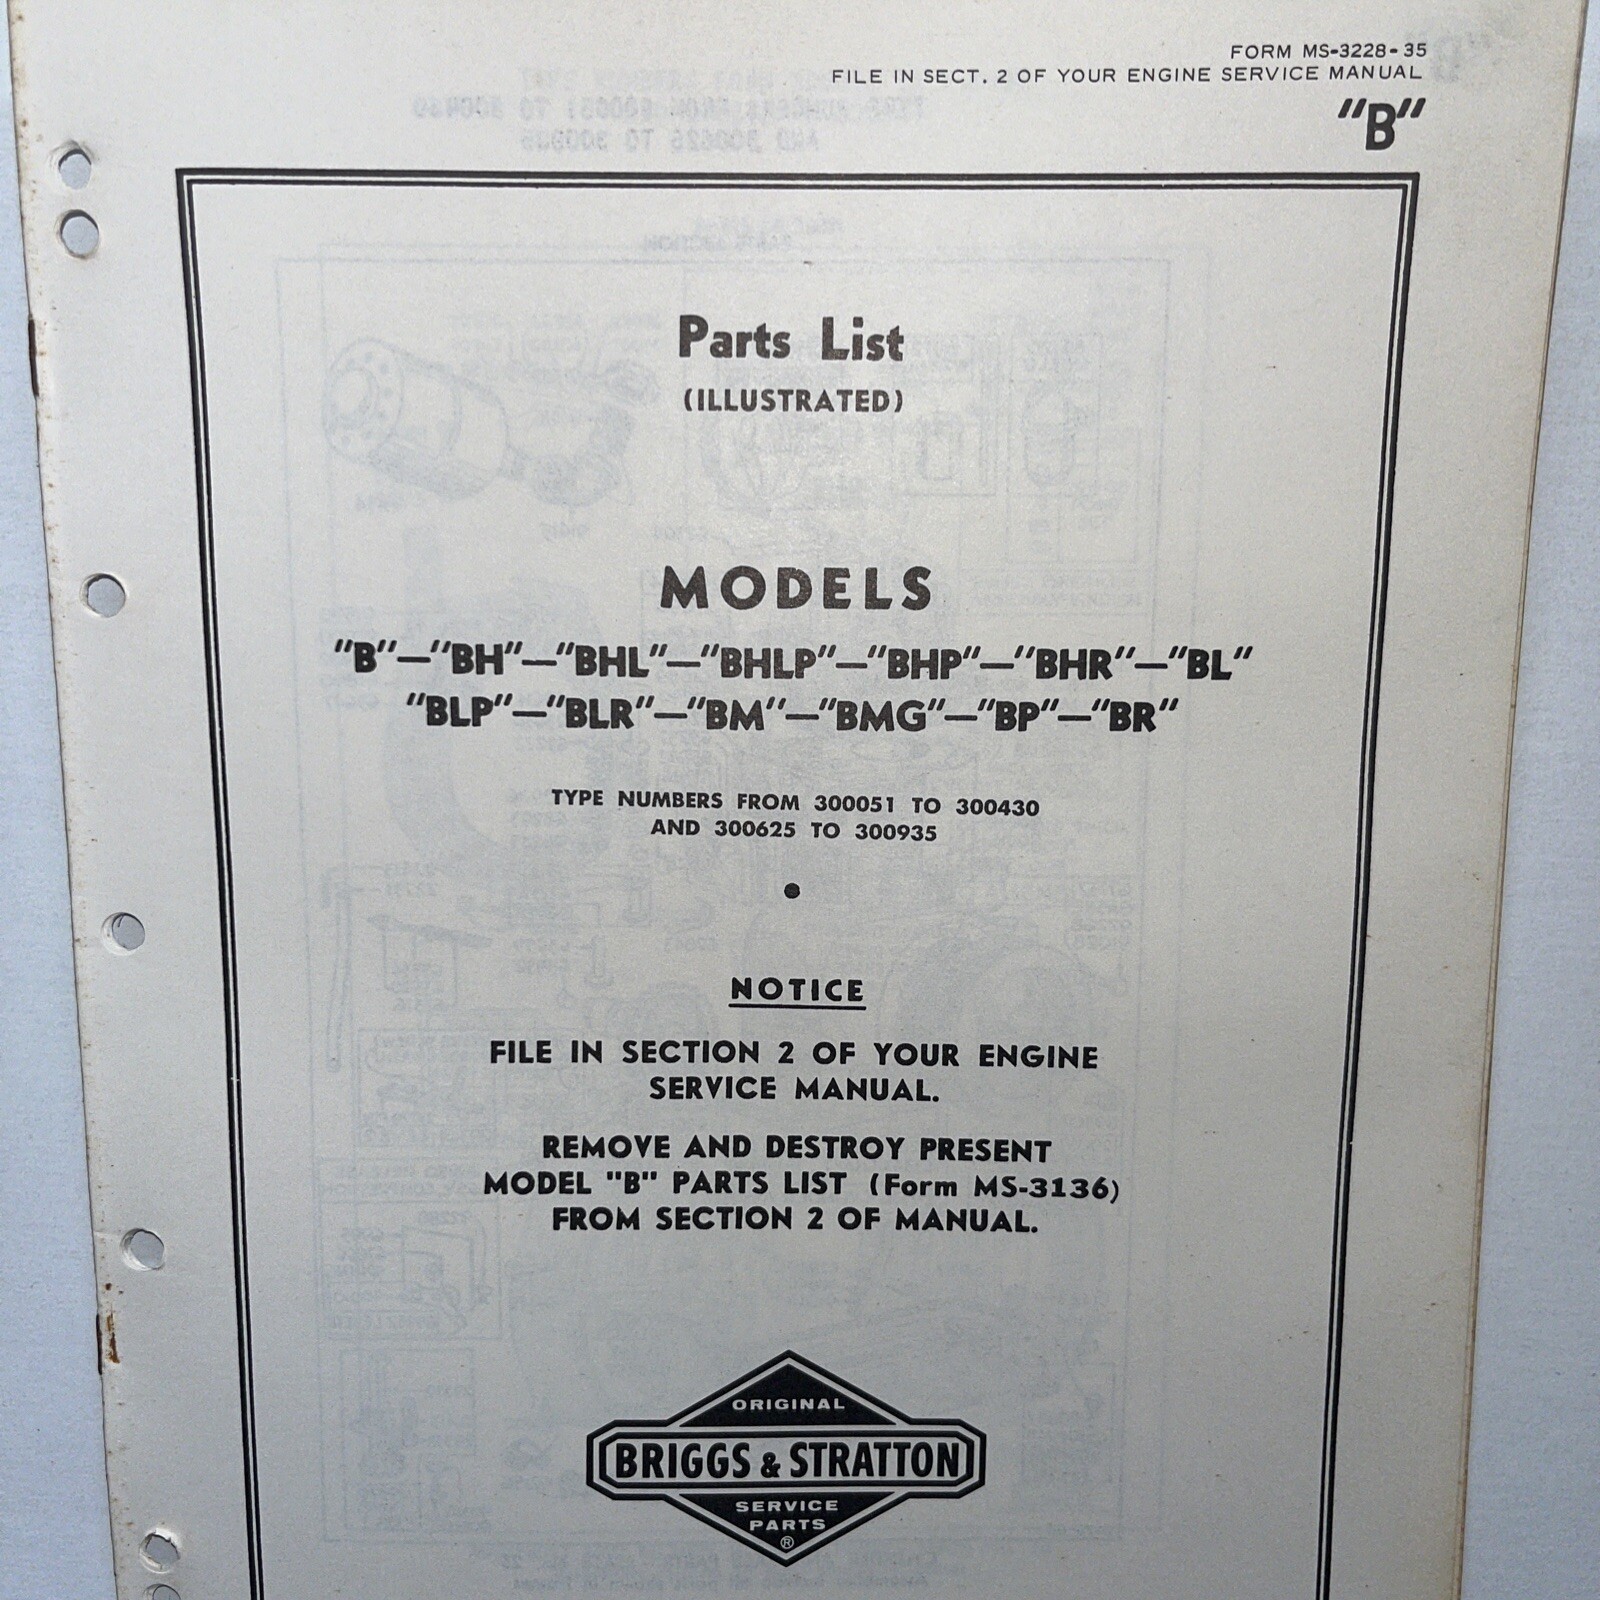 FORM MS-3228-35
FILE IN SECT. 2 OF YOUR ENGINE SERVICE MANUAL
"B"
Parts List
(ILLUSTRATED)
MODELS
"B"—"BH"—"BHL"—"BHLP"—"BHP"—"BHR"—"BL"
"BLP"—"BLR"—"BM"—"BMG"—"BP"—"BR"
TYPE NUMBERS FROM 300051 TO 300430
AND 300625 TO 300935
NOTICE
FILE IN SECTION 2 OF YOUR ENGINE
SERVICE MANUAL.
REMOVE AND DESTROY PRESENT
MODEL "B" PARTS LIST (Form MS-3136)
FROM SECTION 2 OF MANUAL.
ORIGINAL
BRIGGS & STRATTON
SERVICE
PARTS
®